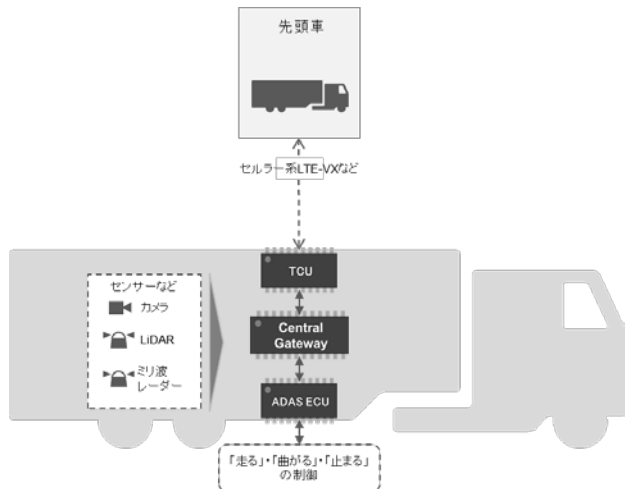 先頭車
セルラー系LTE-VXなど
TCU
センサーなど
カメラ
LiDAR
ミリ波
レーダー
Central
Gateway
ADAS ECU
「走る」・「曲がる」・「止まる」
の制御